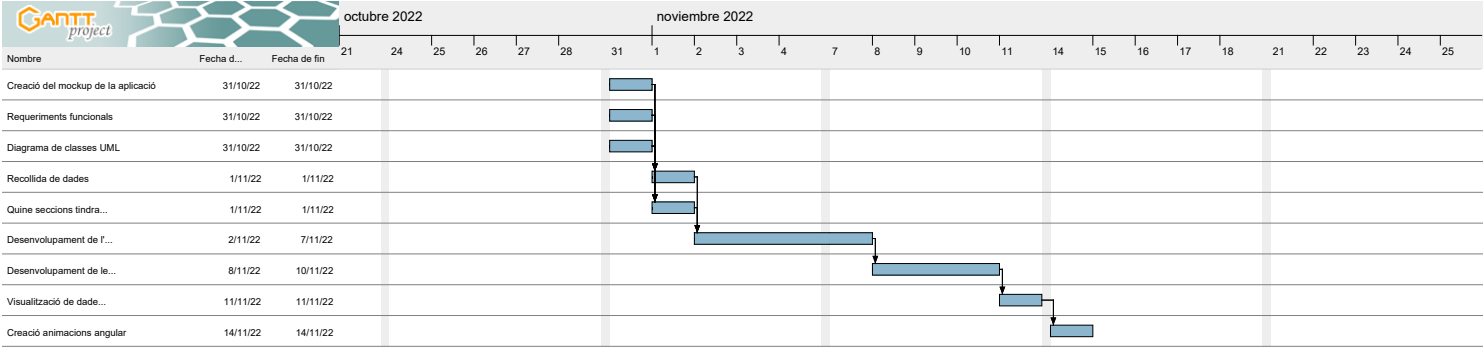 GANTT
project
octubre 2022 noviembre 2022
21 24 25 26 27 28 31 1 2 3 4 7 8 9 10 11 14 15 16 17 18 21 22 23 24 25
Nombre Fecha d... Fecha de fin
Creació del mockup de la aplicació 31/10/22 31/10/22
Requeriments funcionals 31/10/22 31/10/22
Diagrama de classes UML 31/10/22 31/10/22
Recollida de dades 1/11/22 1/11/22
Quine seccions tindra... 1/11/22 1/11/22
Desenvolupament de l'... 2/11/22 7/11/22
Desenvolupament de le... 8/11/22 10/11/22
Visualització de dade... 11/11/22 11/11/22
Creació animacions angular 14/11/22 14/11/22